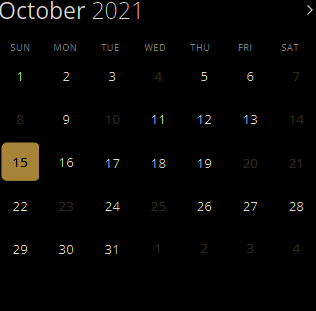 October 2021 >
SUN MON TUE WED THU FRI SAT
1 2 3 4 5 6 7
8 9 10 11 12 13 14
15 16 17 18 19 20 21
22 23 24 25 26 27 28
29 30 31 1 2 3 4